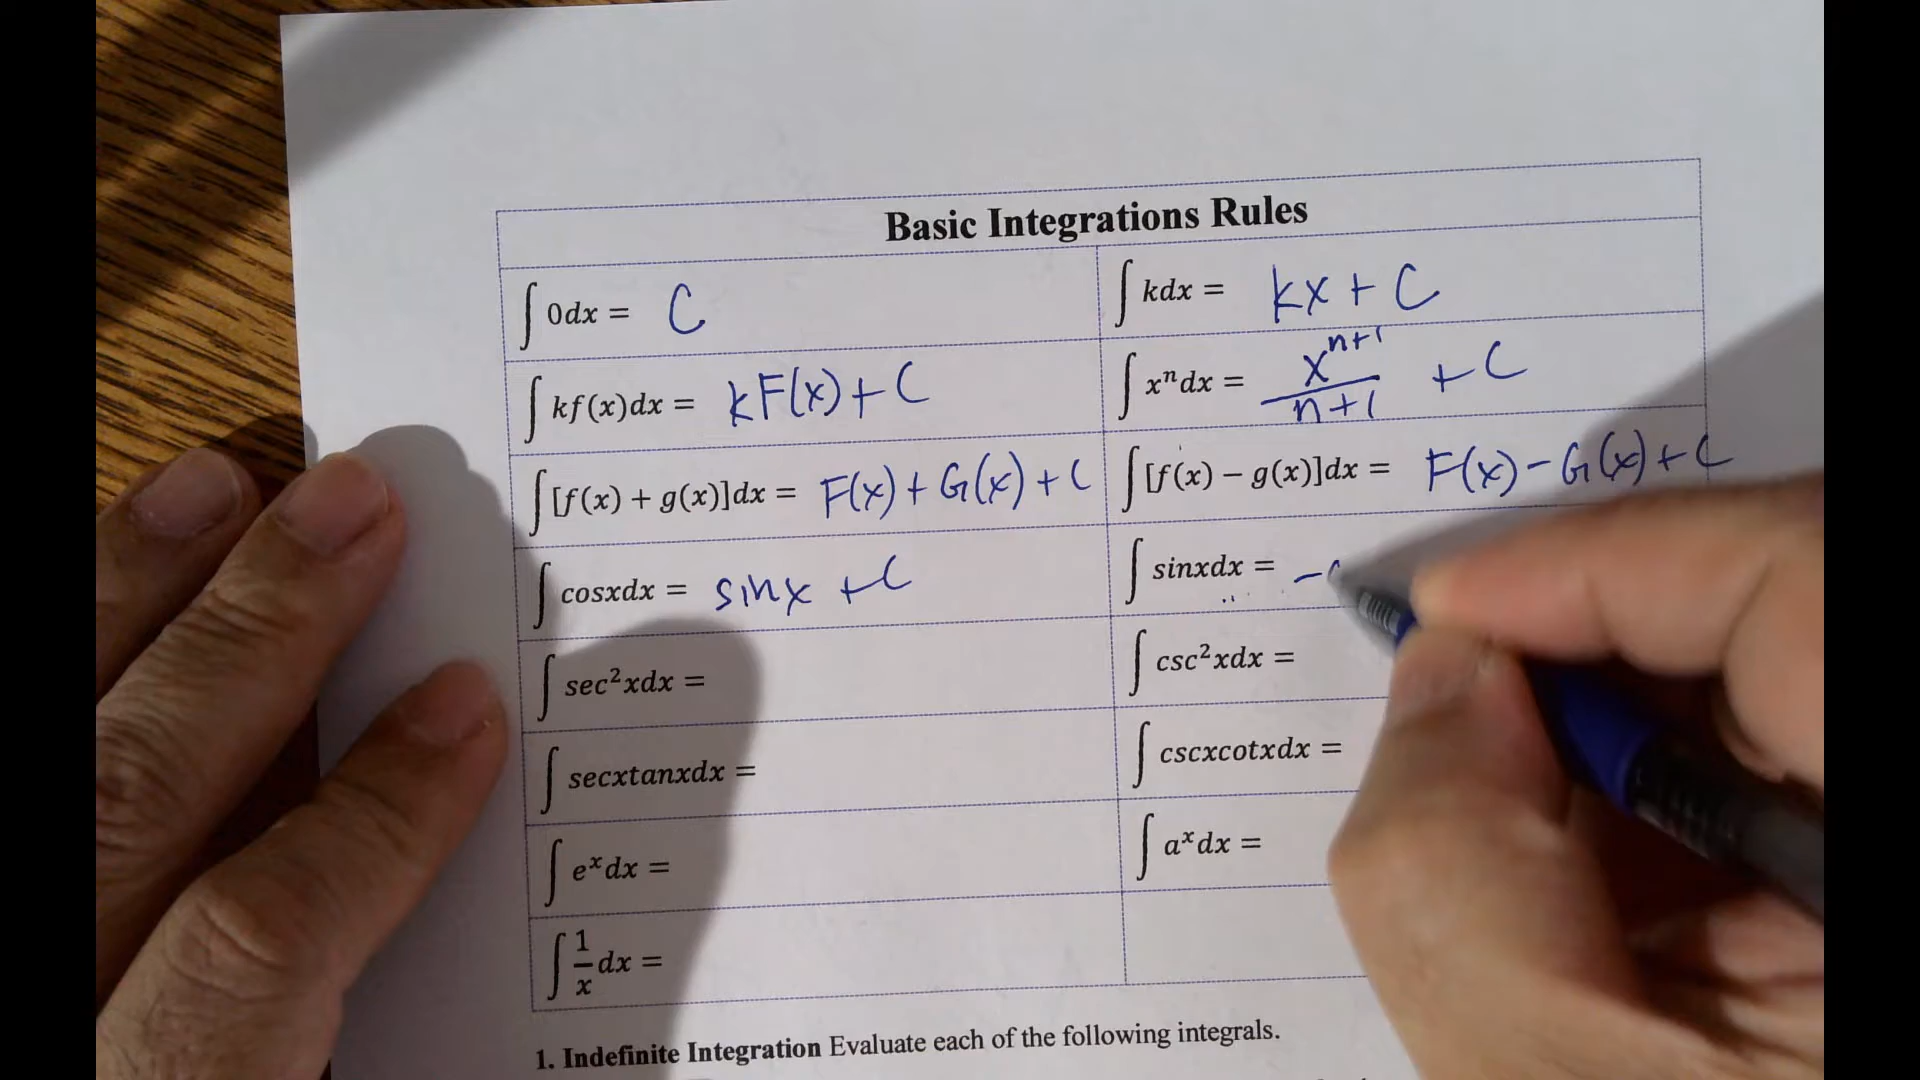 Basic Integrations Rules
∫ 0dx = C
∫ kdx = kx + C
∫ kf(x)dx = kF(x) + C
∫ xⁿdx = xⁿ⁺¹/n+1 + C
∫ [f(x) + g(x)]dx = F(x) + G(x) + C
∫ [f(x) − g(x)]dx = F(x) − G(x) + C
∫ cosxdx = sinx + C
∫ sinxdx = −
∫ sec²xdx =
∫ csc²xdx =
∫ secxtanxdx =
∫ cscxcotxdx =
∫ eˣdx =
∫ aˣdx =
∫ 1/x dx =
1. Indefinite Integration Evaluate each of the following integrals.